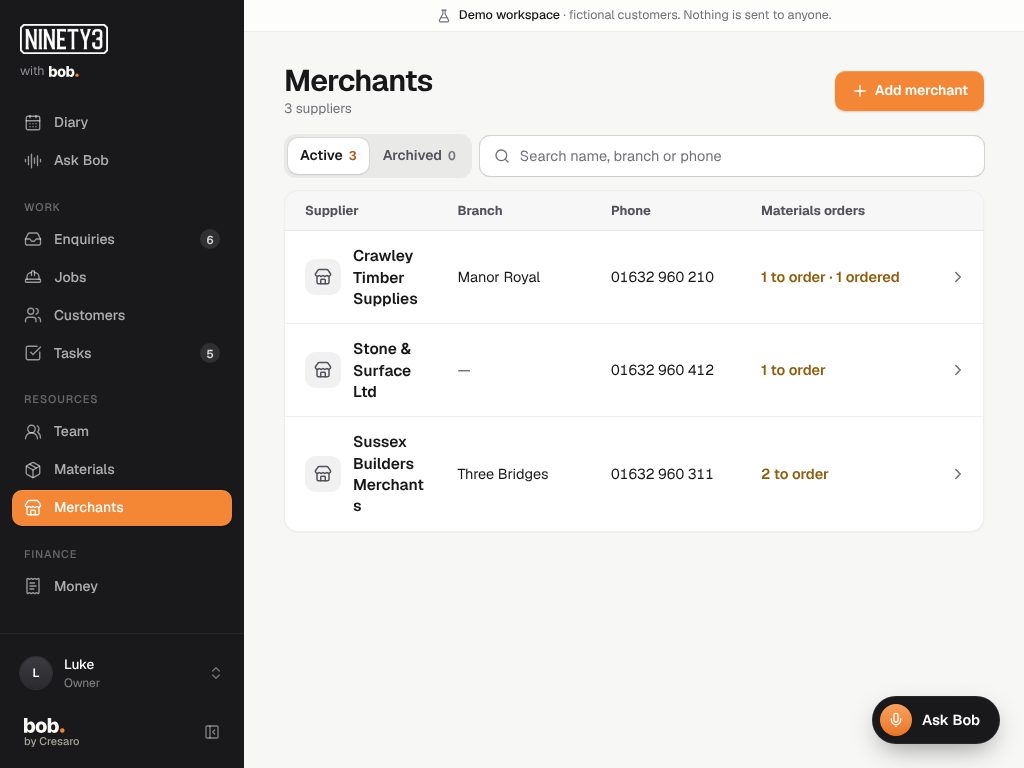 NINETY3
with bob.
Diary
Ask Bob
WORK
Enquiries 6
Jobs
Customers
Tasks 5
RESOURCES
Team
Materials
Merchants
FINANCE
Money
L
Luke
Owner
bob.
by Cresaro
Demo workspace · fictional customers. Nothing is sent to anyone.
Merchants
3 suppliers
+ Add merchant
Active 3 Archived 0
Search name, branch or phone
Supplier Branch Phone Materials orders
Crawley
Timber
Supplies
Manor Royal 01632 960 210 1 to order · 1 ordered
Stone &
Surface
Ltd
— 01632 960 412 1 to order
Sussex
Builders
Merchant
s
Three Bridges 01632 960 311 2 to order
Ask Bob